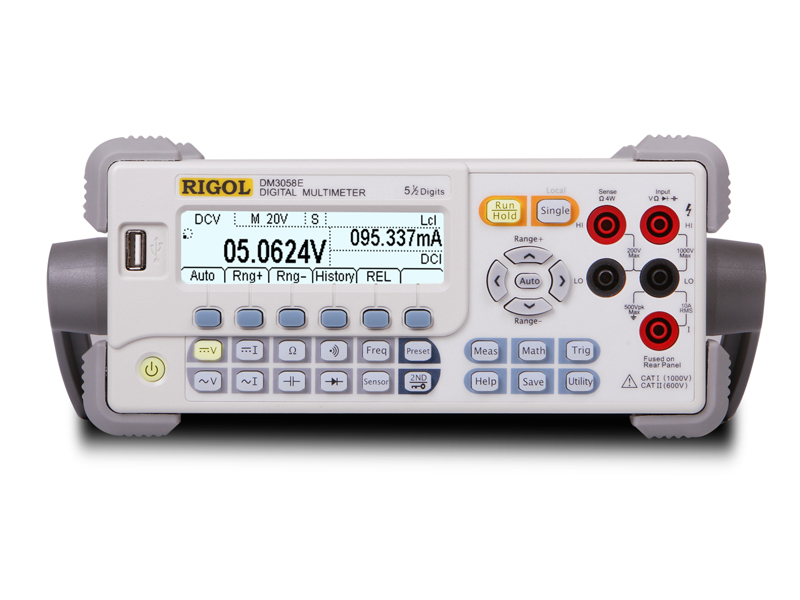 RIGOL
DM3058E
DIGITAL MULTIMETER
5½Digits
DCV M 20V S Lcl
05.0624V
095.337mA
DCI
Auto Rng+ Rng- History REL
Local
Run
Hold
Single
Range+
Auto
Range-
Sense
Ω 4W
Input
VΩ
HI
HI
200V
Max
1000V
Max
LO
LO
500Vpk
Max
10A
RMS
I
Fused on
Rear Panel
CAT I (1000V)
CAT II (600V)
V I Ω Freq Preset
~V ~I Sensor 2ND
Meas Math Trig
Help Save Utility